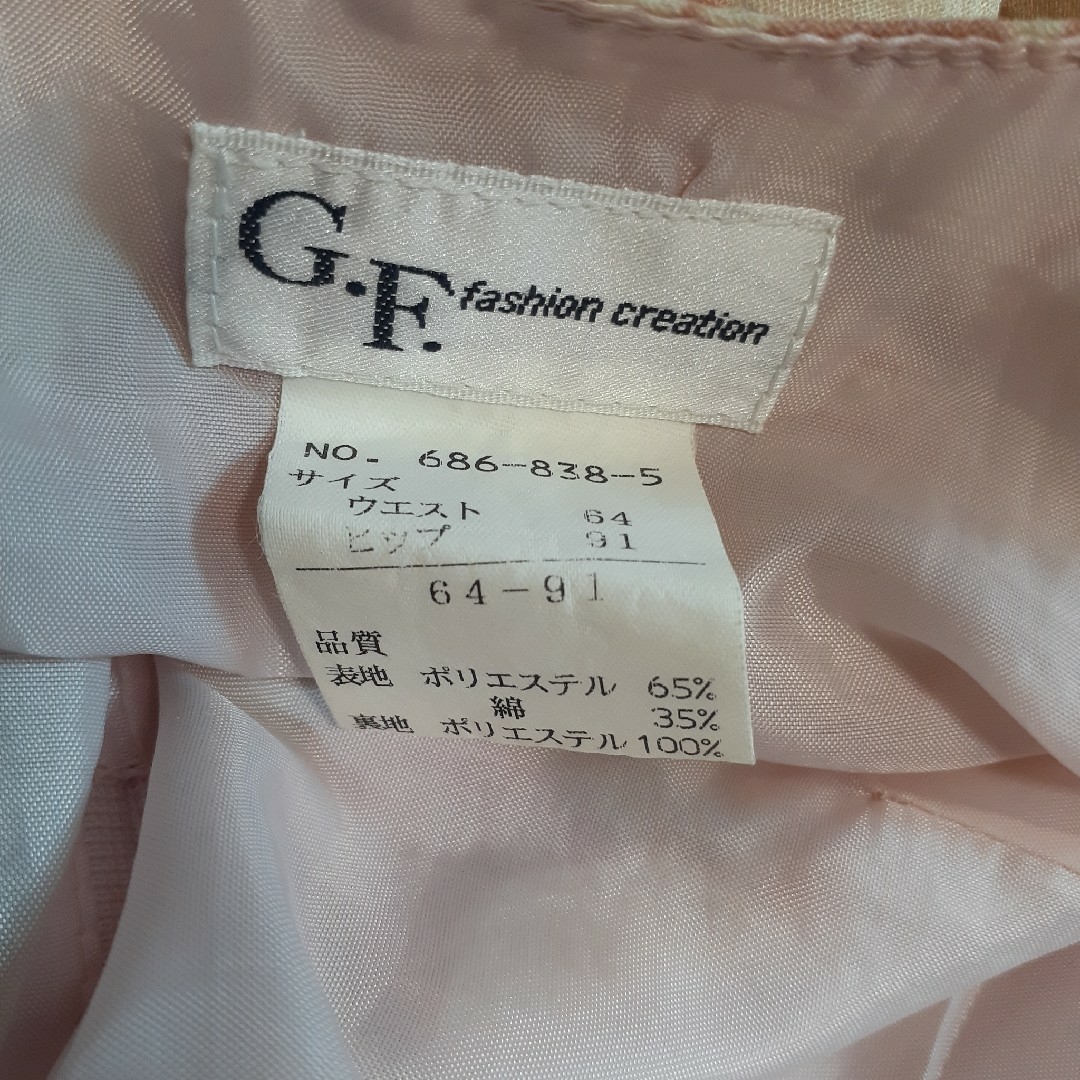 G.F. fashion creation
NO. 686-838-5
サイズ
ウエスト 64
ヒップ 91
64-91
品質
表地 ポリエステル 65%
綿 35%
裏地 ポリエステル 100%